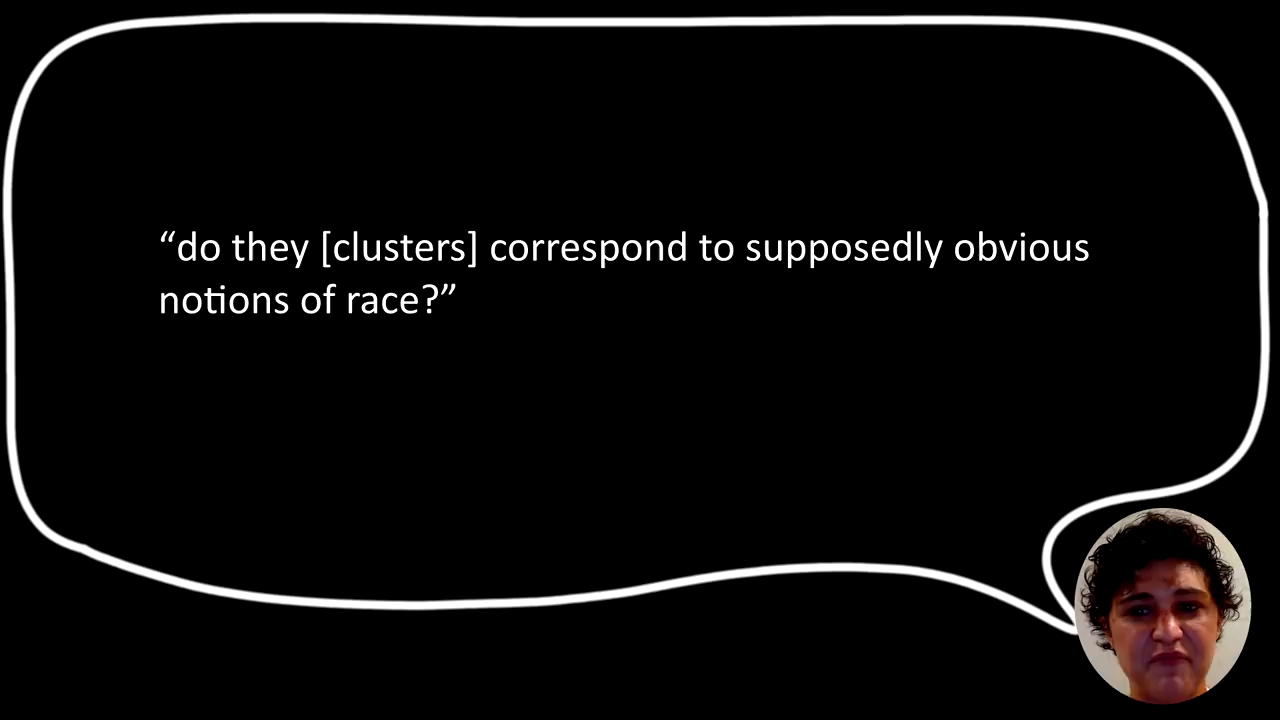 “do they [clusters] correspond to supposedly obvious
notions of race?”